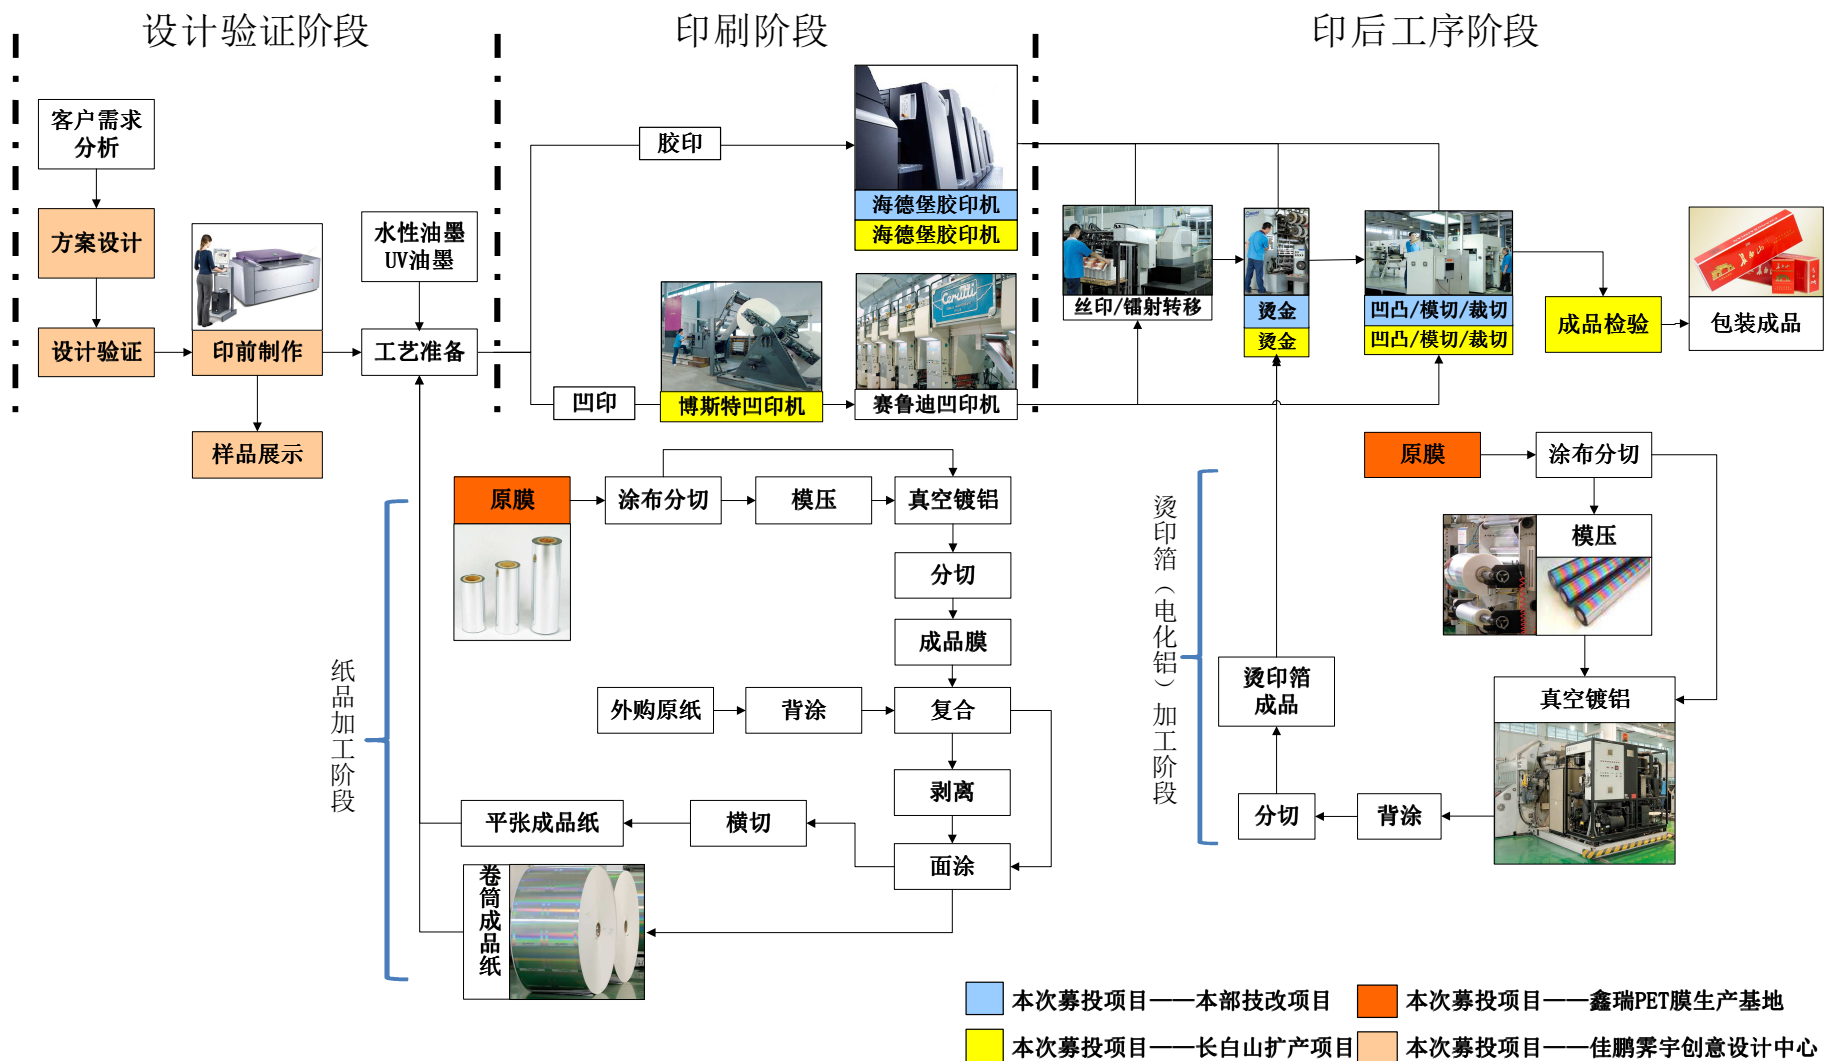 设计验证阶段
印刷阶段
印后工序阶段
客户需求
分析
方案设计
设计验证
印前制作
样品展示
水性油墨
UV油墨
工艺准备
胶印
海德堡胶印机
海德堡胶印机
凹印
博斯特凹印机
Cerutti
赛鲁迪凹印机
丝印/镭射转移
烫金
烫金
凹凸/模切/裁切
凹凸/模切/裁切
成品检验
包装成品
纸品加工阶段
原膜
涂布分切
模压
真空镀铝
分切
成品膜
外购原纸
背涂
复合
剥离
平张成品纸
横切
面涂
卷筒成品纸
烫印箔（电化铝）加工阶段
原膜
涂布分切
模压
真空镀铝
烫印箔
成品
分切
背涂
本次募投项目——本部技改项目
本次募投项目——鑫瑞PET膜生产基地
本次募投项目——长白山扩产项目
本次募投项目——佳鹏霁宇创意设计中心